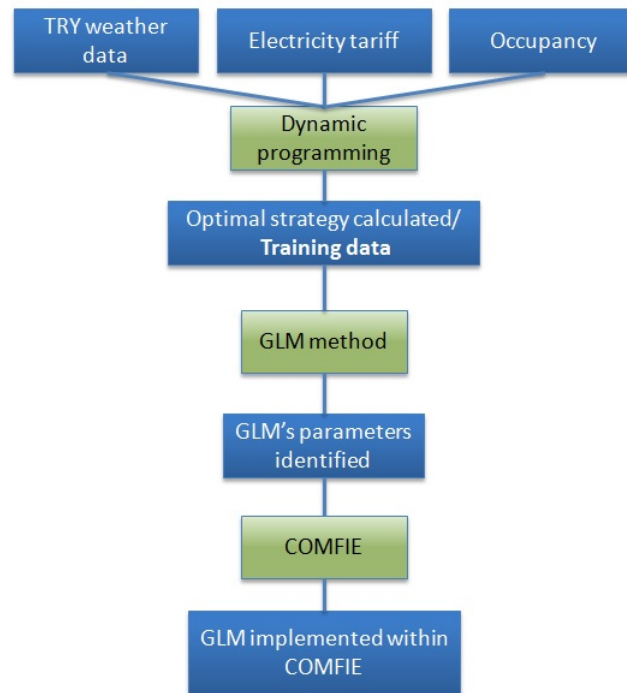 TRY weather
data
Electricity tariff
Occupancy
Dynamic
programming
Optimal strategy calculated/
Training data
GLM method
GLM's parameters
identified
COMFIE
GLM implemented within
COMFIE